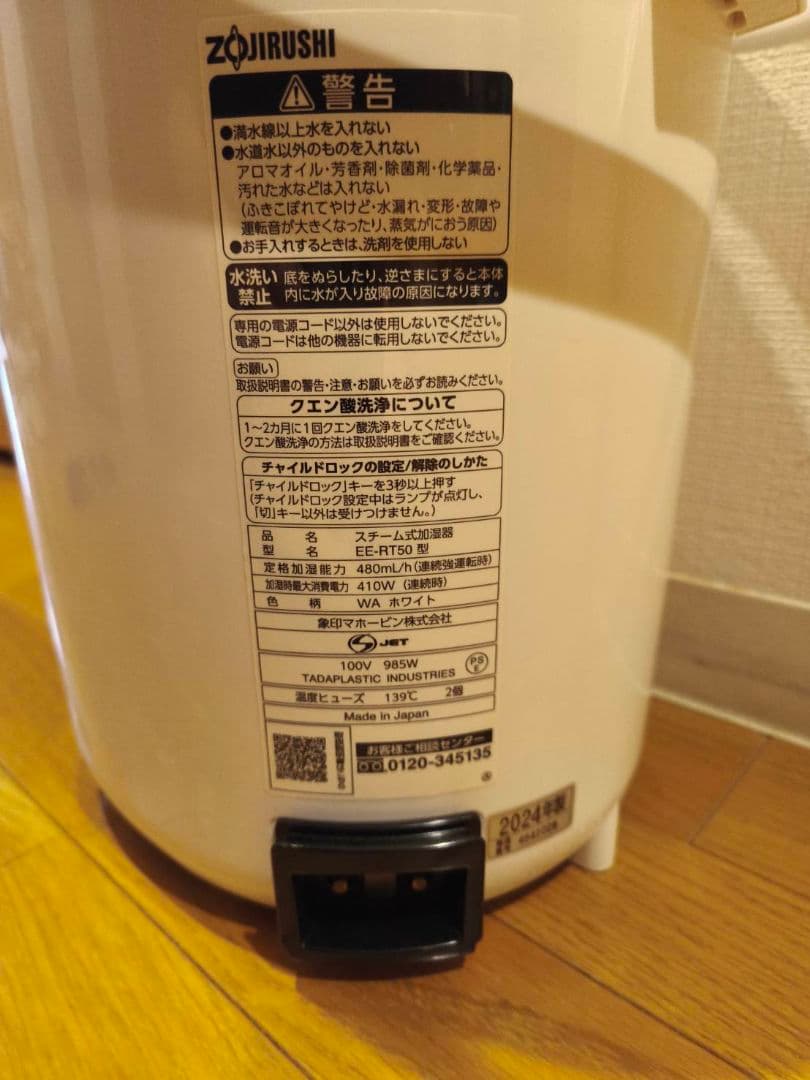 ZOJIRUSHI
警告
●満水線以上水を入れない
●水道水以外のものを入れない
アロマオイル・芳香剤・除菌剤・化学薬品・
汚れた水などは入れない
(ふきこぼれてやけど・水漏れ・変形・故障や
運転音が大きくなったり、蒸気がにおう原因)
●お手入れするときは、洗剤を使用しない
水洗い禁止 底をぬらしたり、逆さまにすると本体
内に水が入り故障の原因になります。
専用の電源コード以外は使用しないでください。
電源コードは他の機器に転用しないでください。
お願い
取扱説明書の警告・注意・お願いを必ずお読みください。
クエン酸洗浄について
1〜2カ月に1回クエン酸洗浄をしてください。
クエン酸洗浄の方法は取扱説明書をご確認ください。
チャイルドロックの設定/解除のしかた
「チャイルドロック」キーを3秒以上押す
(チャイルドロック設定中はランプが点灯し、
「切」キー以外は受けつけません。)
品名 スチーム式加湿器
型名 EE-RT50 型
定格加湿能力 480mL/h(連続強運転時)
加湿時最大消費電力 410W (連続時)
色柄 WA ホワイト
象印マホービン株式会社
S JET
100V 985W
PSE
TADAPLASTIC INDUSTRIES
温度ヒューズ 139℃ 2個
Made in Japan
お客様ご相談センター
0120-345135
2024年製